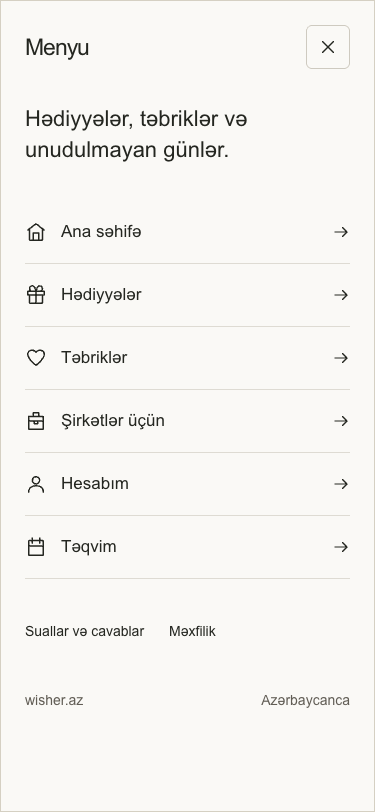 Menyu
Hədiyyələr, təbriklər və
unudulmayan günlər.
Ana səhifə
Hədiyyələr
Təbriklər
Şirkətlər üçün
Hesabım
Təqvim
Suallar və cavablar Məxfilik
wisher.az Azərbaycanca